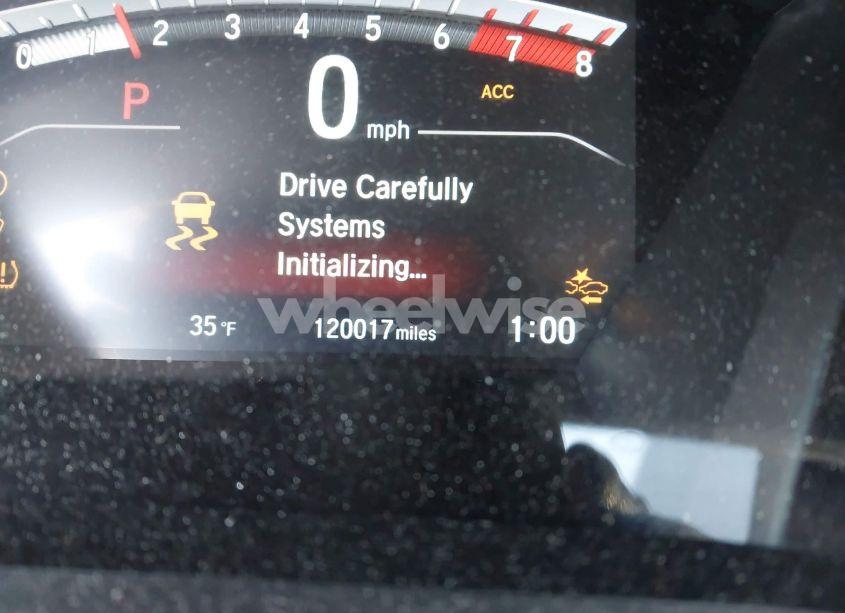 0 1 2 3 4 5 6 7 8
P 0 mph ACC
Drive Carefully
Systems
Initializing...
wheelwise
35°F 120017 miles 1:00